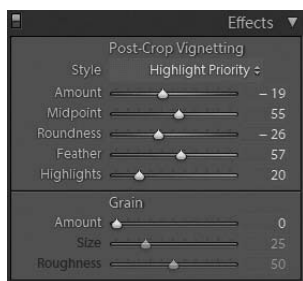 Effects
Post-Crop Vignetting
Style Highlight Priority
Amount – 19
Midpoint 55
Roundness – 26
Feather 57
Highlights 20
Grain
Amount 0
Size 25
Roughness 50